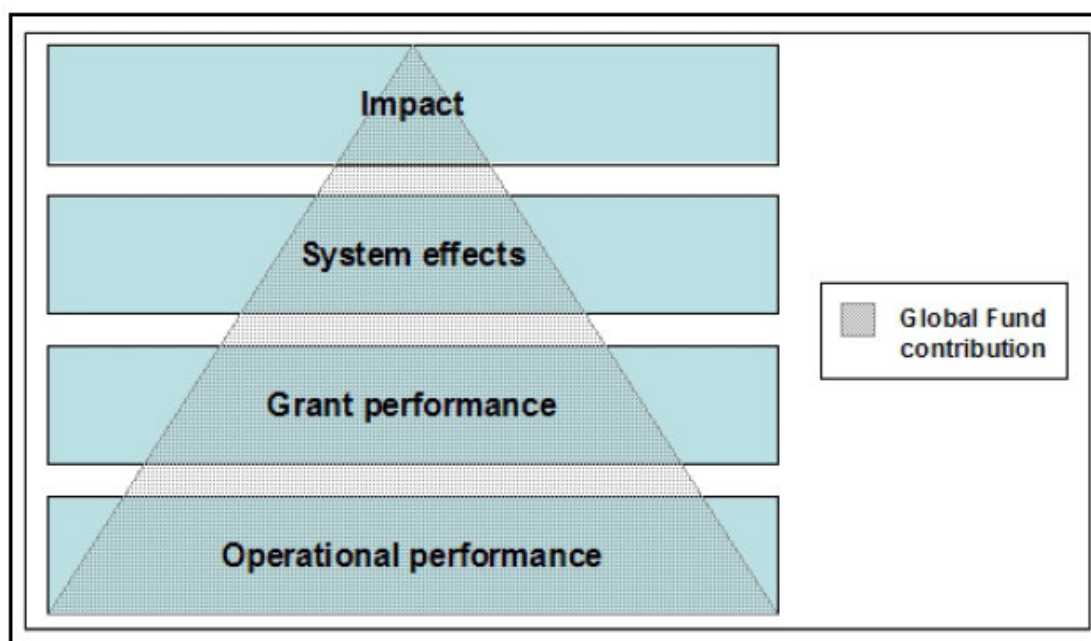 Impact
System effects
Grant performance
Operational performance
Global Fund
contribution